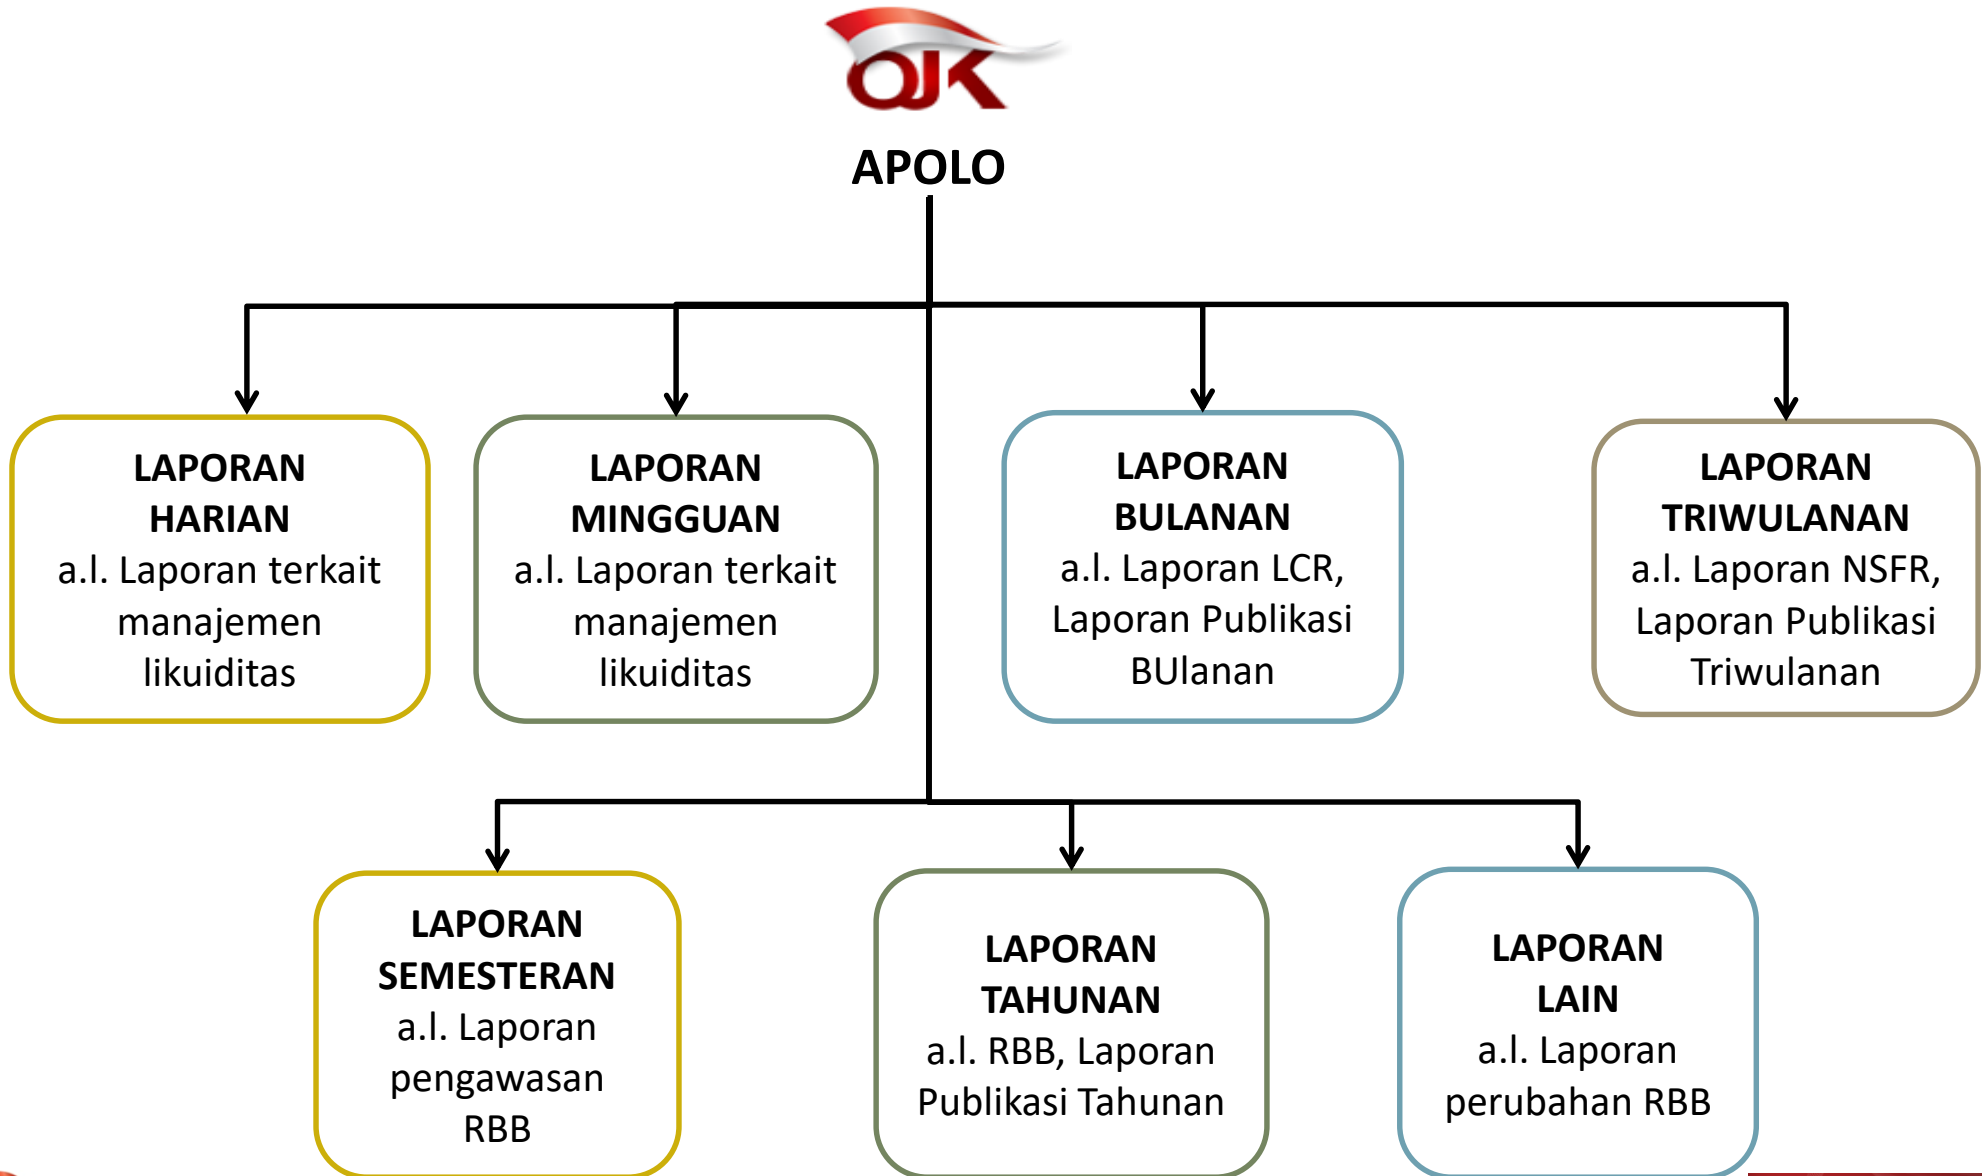 OJK
APOLO
LAPORAN
HARIAN
a.l. Laporan terkait
manajemen
likuiditas
LAPORAN
MINGGUAN
a.l. Laporan terkait
manajemen
likuiditas
LAPORAN
BULANAN
a.l. Laporan LCR,
Laporan Publikasi
BUlanan
LAPORAN
TRIWULANAN
a.l. Laporan NSFR,
Laporan Publikasi
Triwulanan
LAPORAN
SEMESTERAN
a.l. Laporan
pengawasan
RBB
LAPORAN
TAHUNAN
a.l. RBB, Laporan
Publikasi Tahunan
LAPORAN
LAIN
a.l. Laporan
perubahan RBB